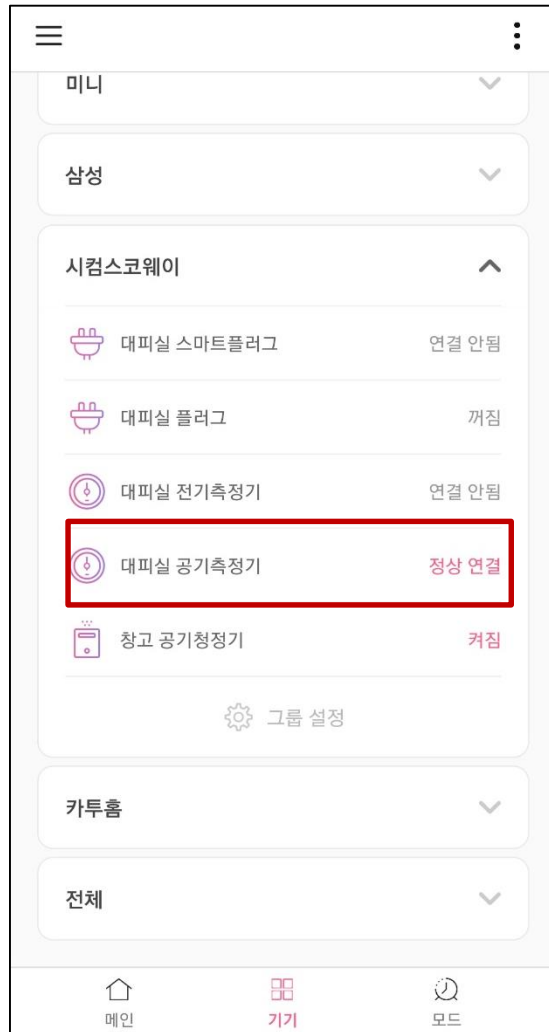 미니
삼성
시컴스코웨이
대피실 스마트플러그 연결 안됨
대피실 플러그 꺼짐
대피실 전기측정기 연결 안됨
대피실 공기측정기 정상 연결
창고 공기청정기 켜짐
그룹 설정
카투홈
전체
메인 기기 모드